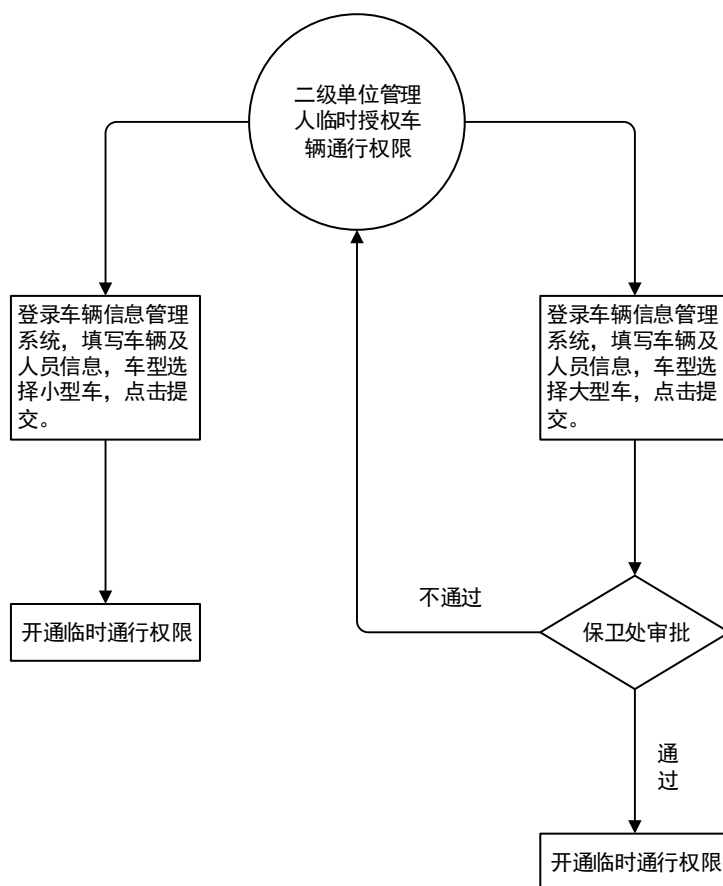 二级单位管理
人临时授权车
辆通行权限
登录车辆信息管理
系统，填写车辆及
人员信息，车型选
择小型车，点击提
交。
登录车辆信息管理
系统，填写车辆及
人员信息，车型选
择大型车，点击提
交。
开通临时通行权限
不通过
保卫处审批
通
过
开通临时通行权限